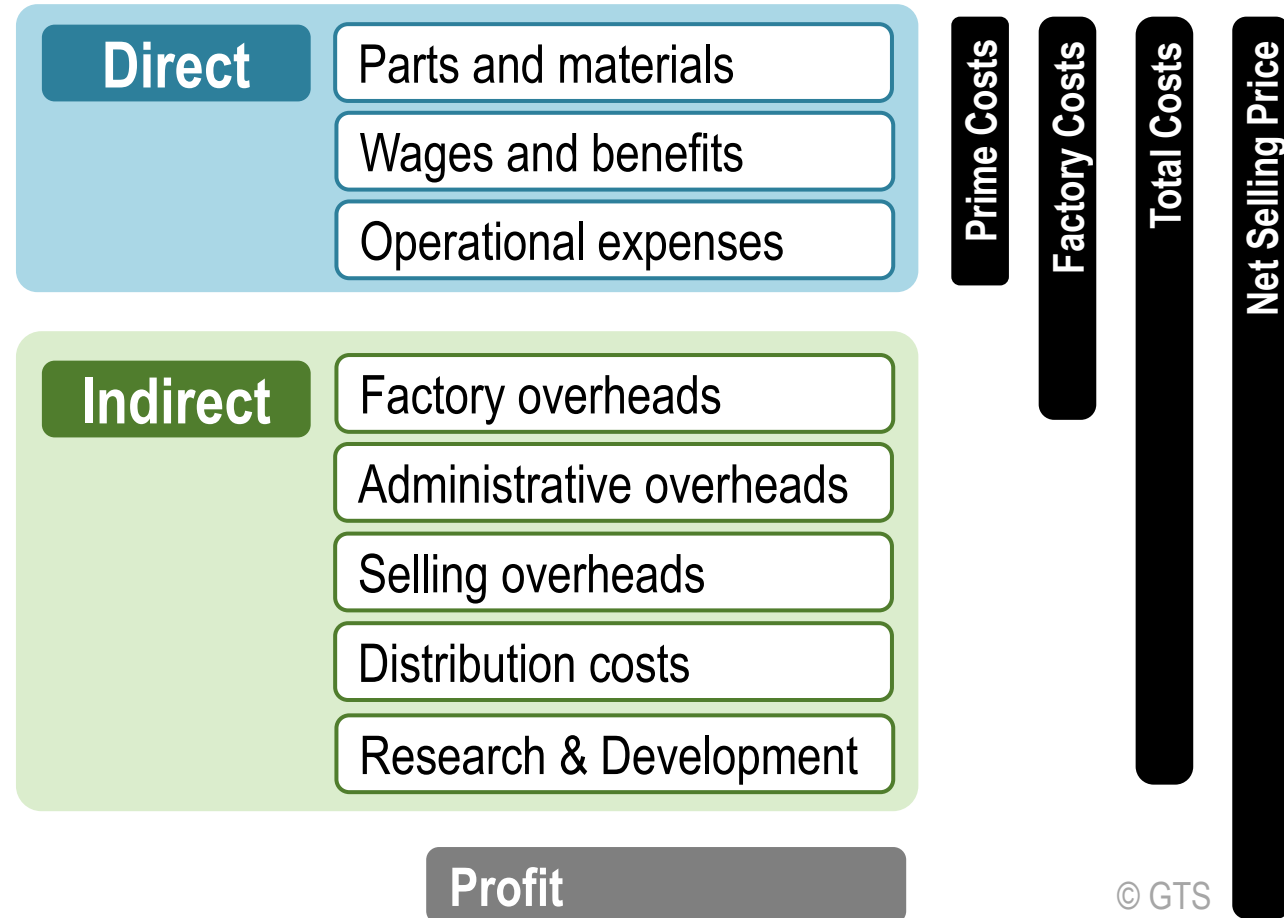 Direct
Parts and materials
Wages and benefits
Operational expenses
Indirect
Factory overheads
Administrative overheads
Selling overheads
Distribution costs
Research & Development
Profit
Prime Costs
Factory Costs
Total Costs
Net Selling Price
© GTS